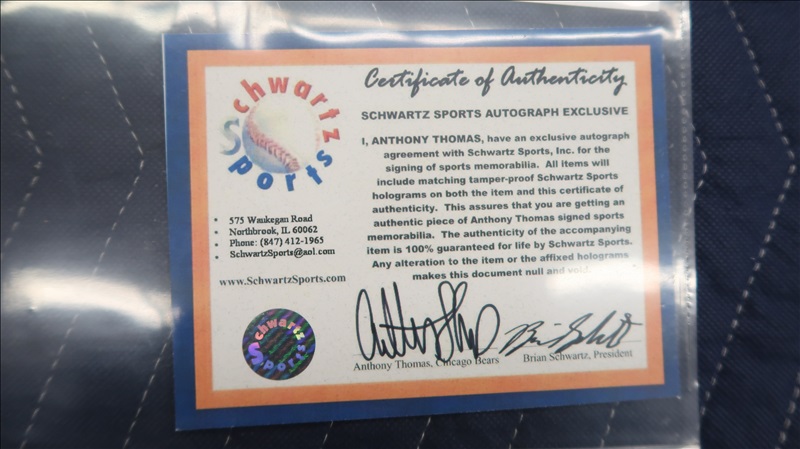 Schwartz Sports
Certificate of Authenticity
SCHWARTZ SPORTS AUTOGRAPH EXCLUSIVE
I, ANTHONY THOMAS, have an exclusive autograph
agreement with Schwartz Sports, Inc. for the
signing of sports memorabilia. All items will
include matching tamper-proof Schwartz Sports
holograms on both the item and this certificate of
authenticity. This assures that you are getting an
authentic piece of Anthony Thomas signed sports
memorabilia. The authenticity of the accompanying
item is 100% guaranteed for life by Schwartz Sports.
Any alteration to the item or the affixed holograms
makes this document null and void.
• 575 Waukegan Road
• Northbrook, IL 60062
• Phone: (847) 412-1965
• SchwartzSports@aol.com
www.SchwartzSports.com
Schwartz Sports
Anthony Thomas, Chicago Bears
Brian Schwartz, President